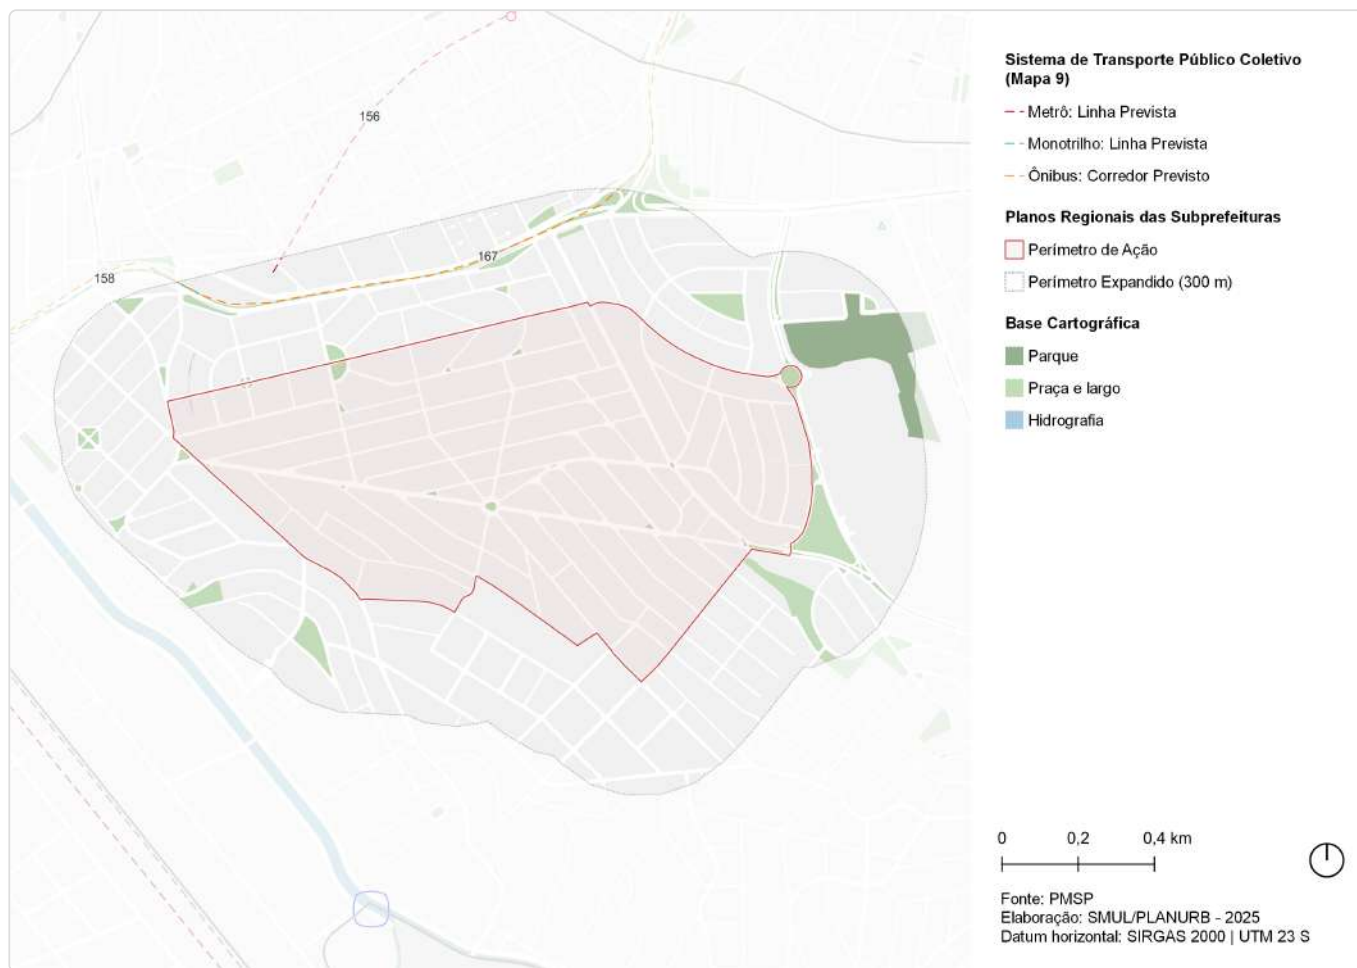 156
158
167
Sistema de Transporte Público Coletivo
(Mapa 9)
Metrô: Linha Prevista
Monotrilho: Linha Prevista
Ônibus: Corredor Previsto
Planos Regionais das Subprefeituras
Perímetro de Ação
Perímetro Expandido (300 m)
Base Cartográfica
Parque
Praça e largo
Hidrografia
0 0,2 0,4 km
Fonte: PMSP
Elaboração: SMUL/PLANURB - 2025
Datum horizontal: SIRGAS 2000 | UTM 23 S